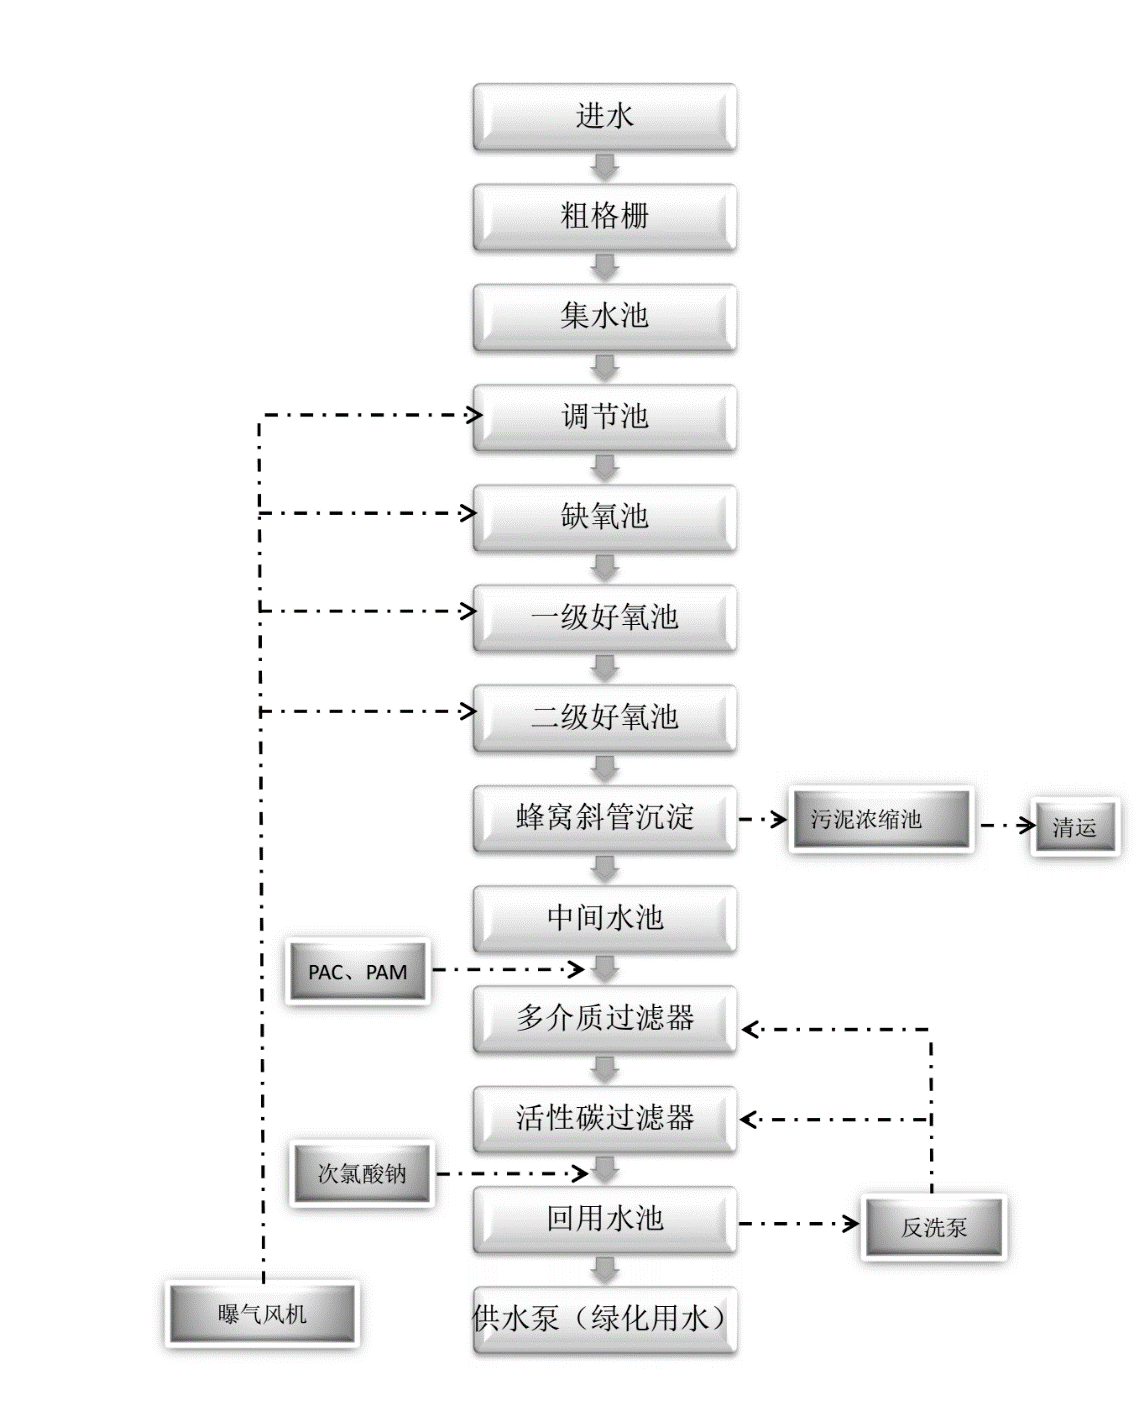 进水
粗格栅
集水池
调节池
缺氧池
一级好氧池
二级好氧池
蜂窝斜管沉淀
污泥浓缩池
清运
中间水池
PAC、PAM
多介质过滤器
活性碳过滤器
次氯酸钠
回用水池
反洗泵
曝气风机
供水泵（绿化用水）